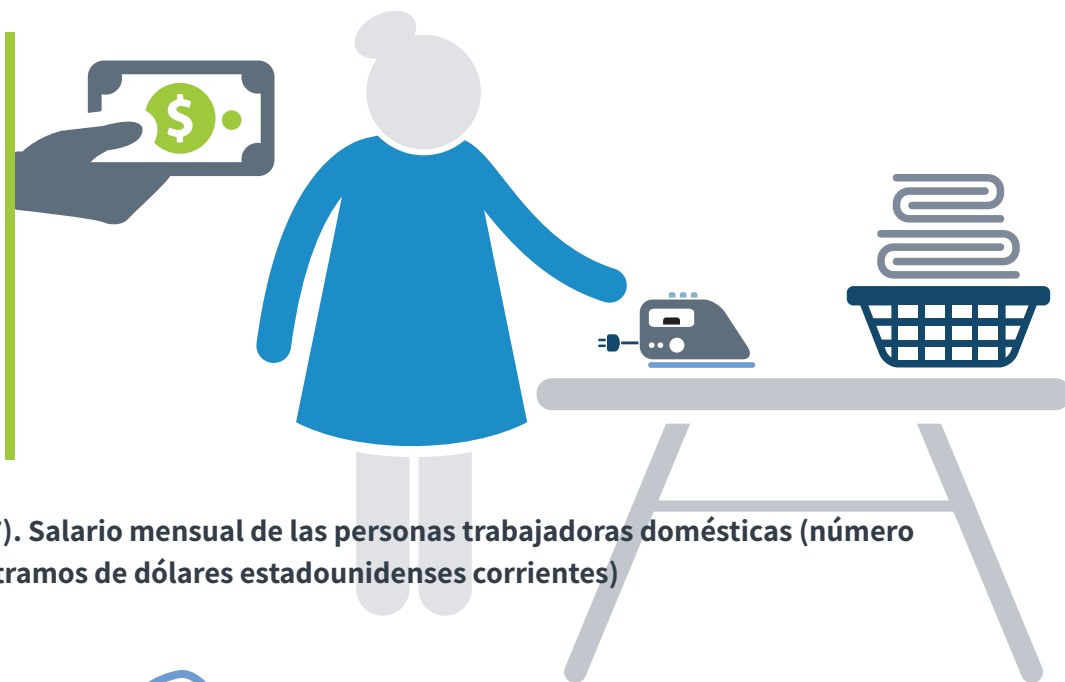 $
). Salario mensual de las personas trabajadoras domésticas (número
tramos de dólares estadounidenses corrientes)